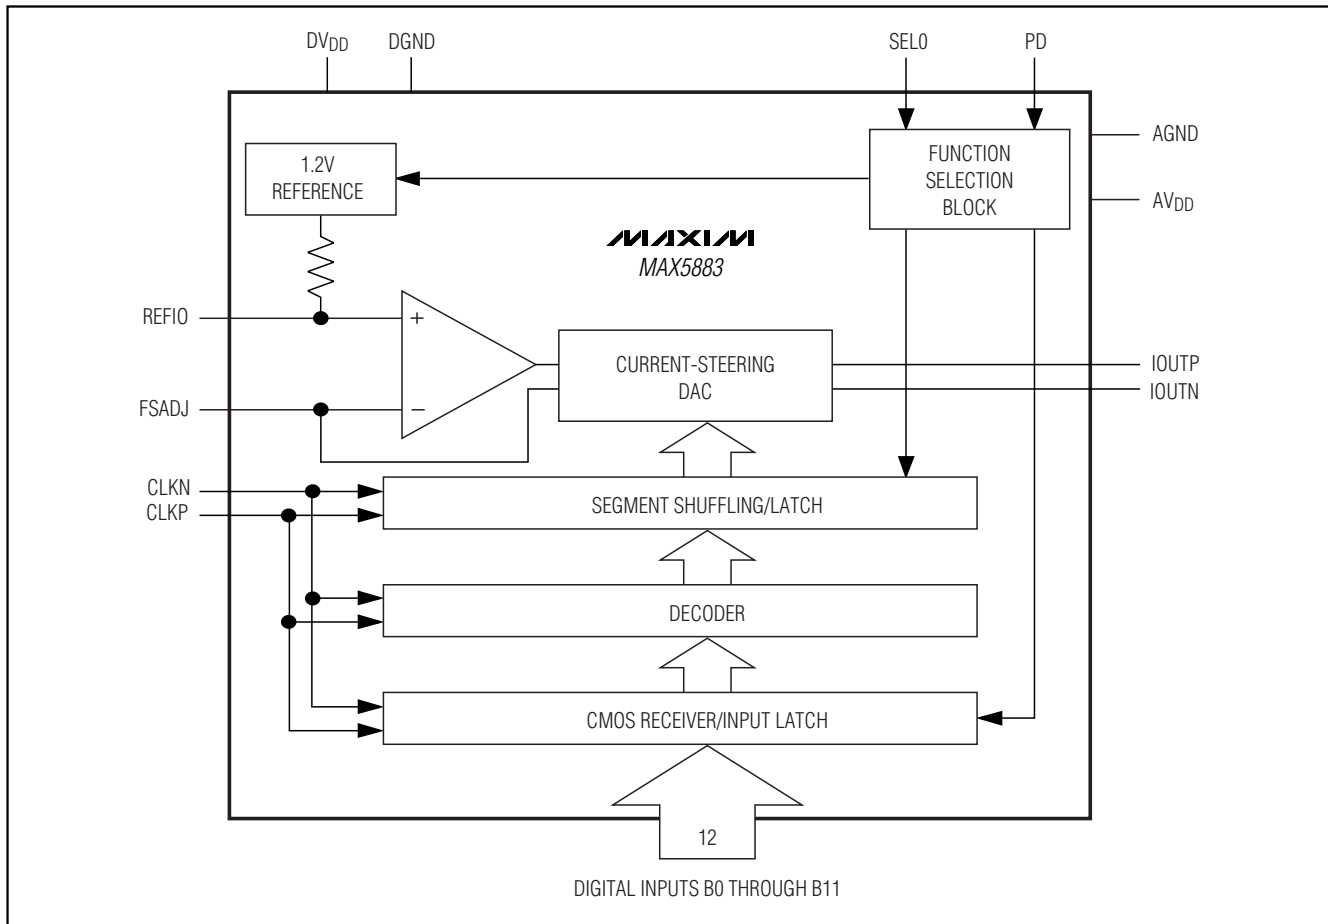 DVDD
DGND
SEL0
PD
AGND
AVDD
1.2V
REFERENCE
FUNCTION
SELECTION
BLOCK
MAXIM
MAX5883
REFIO
+
CURRENT-STEERING
DAC
IOUTP
IOUTN
FSADJ
−
CLKN
CLKP
SEGMENT SHUFFLING/LATCH
DECODER
CMOS RECEIVER/INPUT LATCH
12
DIGITAL INPUTS B0 THROUGH B11